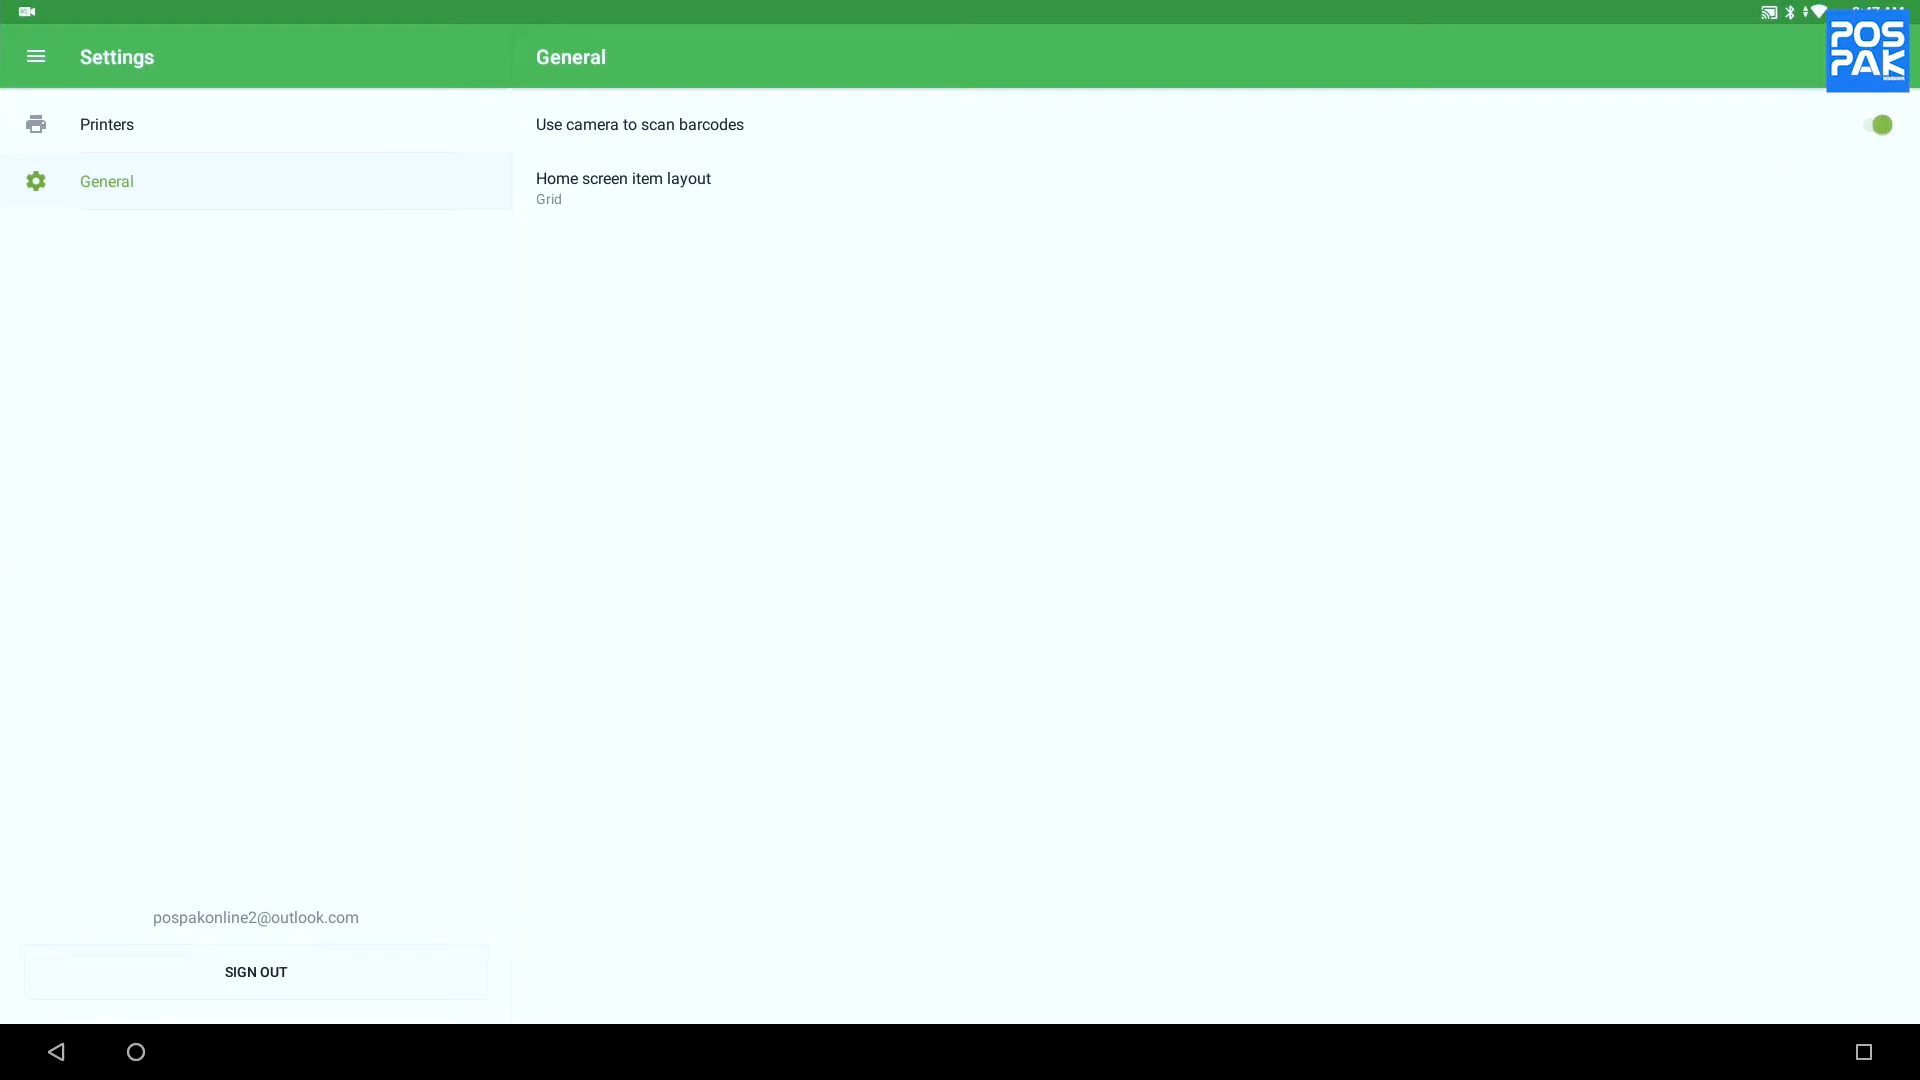 Settings
General
Printers
General
Use camera to scan barcodes
Home screen item layout
Grid
pospakonline2@outlook.com
SIGN OUT
POS
PAK